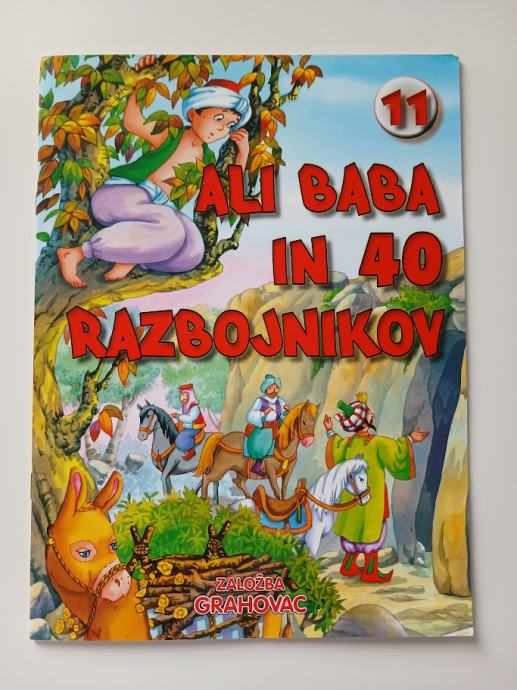 11
ALI BABA
IN 40
RAZBOJNIKOV
ZALOŽBA
GRAHOVAC